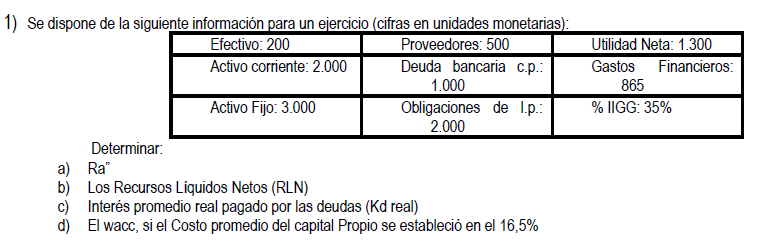 1) Se dispone de la siguiente información para un ejercicio (cifras en unidades monetarias):
Efectivo: 200 Proveedores: 500 Utilidad Neta: 1.300
Activo corriente: 2.000 Deuda bancaria c.p.: Gastos Financieros:
1.000 865
Activo Fijo: 3.000 Obligaciones de l.p.: % IIGG: 35%
2.000
Determinar:
a) Ra"
b) Los Recursos Líquidos Netos (RLN)
c) Interés promedio real pagado por las deudas (Kd real)
d) El wacc, si el Costo promedio del capital Propio se estableció en el 16,5%